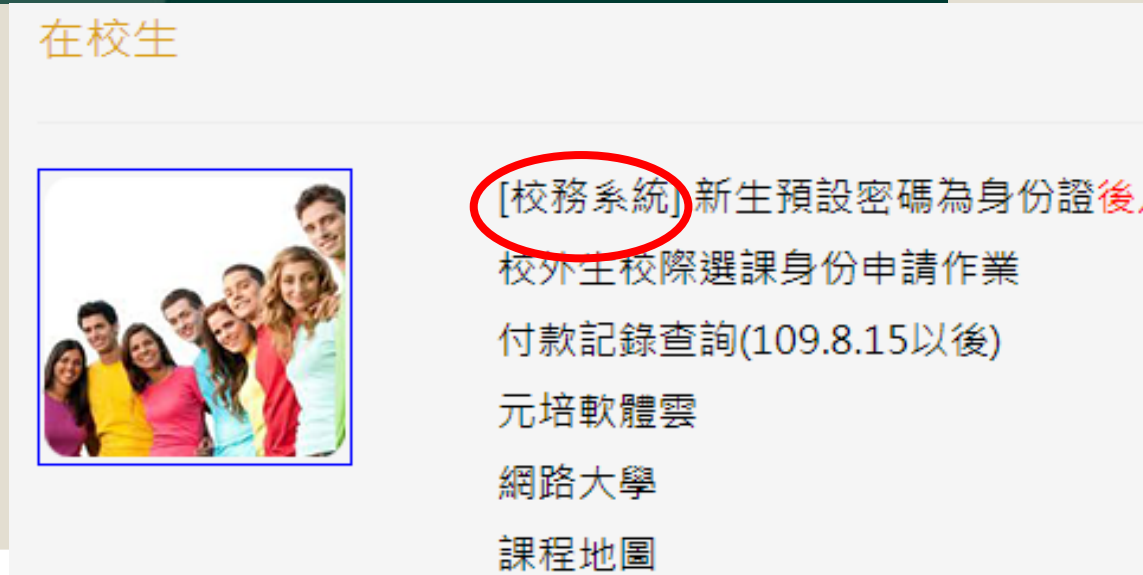 在校生
[校務系統] 新生預設密碼為身份證後
校外生校際選課身份申請作業
付款記錄查詢(109.8.15以後)
元培軟體雲
網路大學
課程地圖